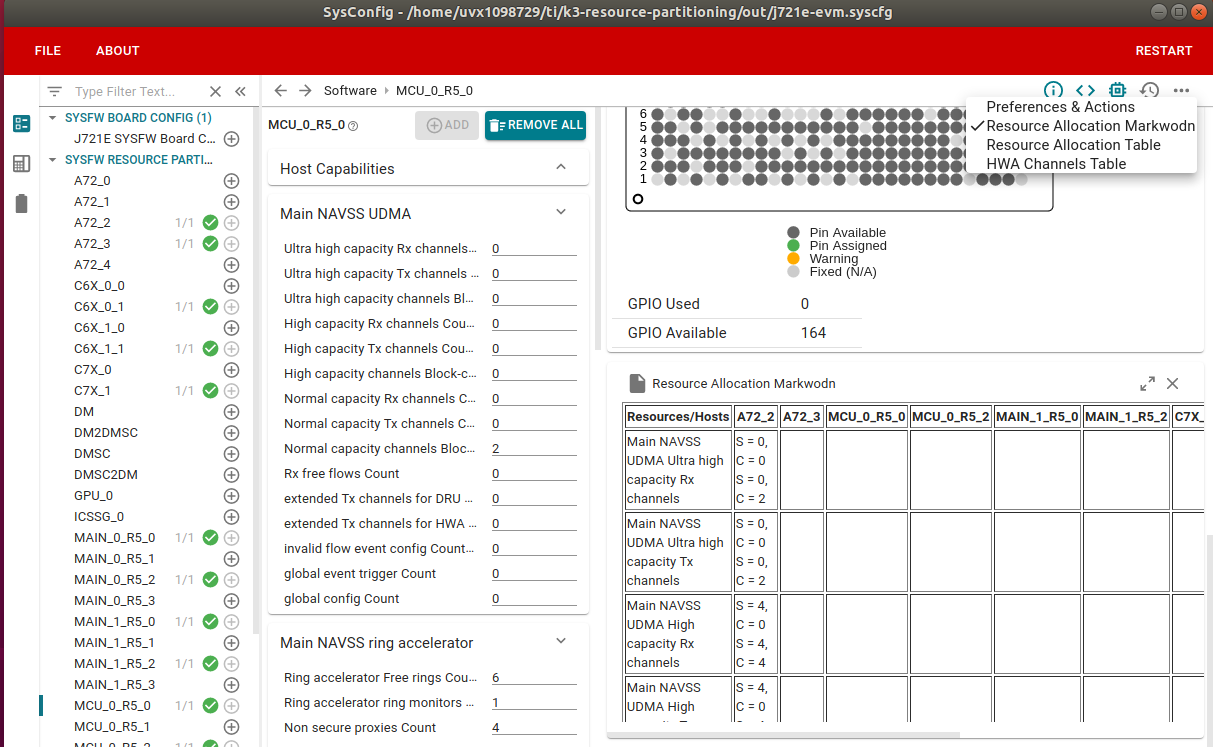 SysConfig - /home/uvx1098729/ti/k3-resource-partitioning/out/j721e-evm.syscfg
FILE ABOUT RESTART
Type Filter Text...
SYSFW BOARD CONFIG (1)
J721E SYSFW Board C...
SYSFW RESOURCE PARTI...
A72_0
A72_1
A72_2 1/1
A72_3 1/1
A72_4
C6X_0_0
C6X_0_1 1/1
C6X_1_0
C6X_1_1 1/1
C7X_0
C7X_1 1/1
DM
DM2DMSC
DMSC
DMSC2DM
GPU_0
ICSSG_0
MAIN_0_R5_0 1/1
MAIN_0_R5_1
MAIN_0_R5_2 1/1
MAIN_0_R5_3
MAIN_1_R5_0 1/1
MAIN_1_R5_1
MAIN_1_R5_2 1/1
MAIN_1_R5_3
MCU_0_R5_0 1/1
MCU_0_R5_1
MCU_0_R5_2 1/1
Software MCU_0_R5_0
MCU_0_R5_0 ADD REMOVE ALL
Host Capabilities
Main NAVSS UDMA
Ultra high capacity Rx channels... 0
Ultra high capacity Tx channels ... 0
Ultra high capacity channels Bl... 0
High capacity Rx channels Cou... 0
High capacity Tx channels Cou... 0
High capacity channels Block-c... 0
Normal capacity Rx channels C... 0
Normal capacity Tx channels C... 0
Normal capacity channels Bloc... 2
Rx free flows Count 0
extended Tx channels for DRU ... 0
extended Tx channels for HWA ... 0
invalid flow event config Count... 0
global event trigger Count 0
global config Count 0
Main NAVSS ring accelerator
Ring accelerator Free rings Cou... 6
Ring accelerator ring monitors ... 1
Non secure proxies Count 4
Preferences & Actions
Resource Allocation Markwodn
Resource Allocation Table
HWA Channels Table
6
5
4
3
2
1
Pin Available
Pin Assigned
Warning
Fixed (N/A)
GPIO Used 0
GPIO Available 164
Resource Allocation Markwodn
Resources/Hosts A72_2 A72_3 MCU_0_R5_0 MCU_0_R5_2 MAIN_1_R5_0 MAIN_1_R5_2 C7X_
Main NAVSS S = 0,
UDMA Ultra high C = 0
capacity Rx S = 0,
channels C = 2
Main NAVSS S = 0,
UDMA Ultra high C = 0
capacity Tx S = 0,
channels C = 2
Main NAVSS S = 4,
UDMA High C = 0
capacity Rx S = 4,
channels C = 4
Main NAVSS S = 4,
UDMA High C = 0